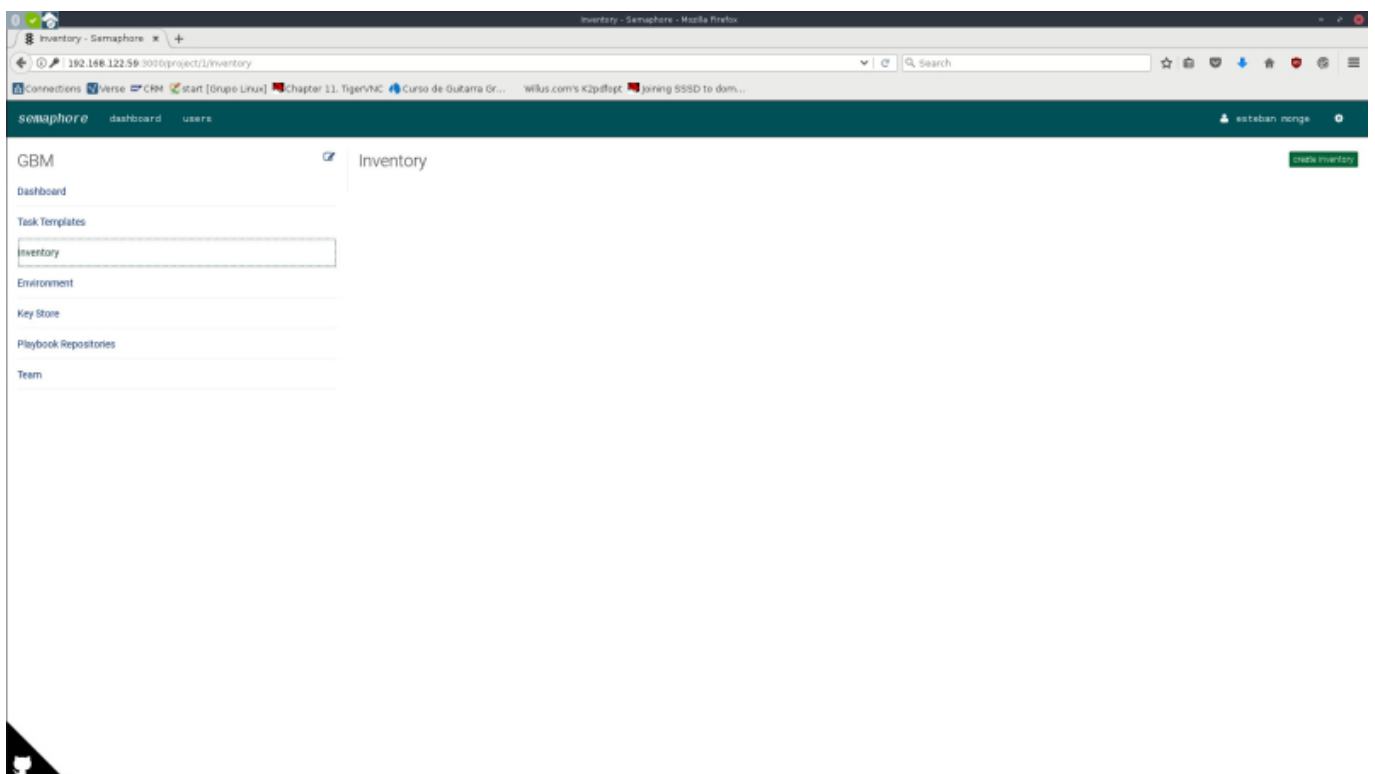 Inventory - Semaphore - Mozilla Firefox
Inventory - Semaphore
192.168.122.59:3000/project/1/inventory
Search
Connections Verse CRM start [Grupo Linux] Chapter 11. TigerVNC Curso de Guitarra Gr... Willus.com's K2pdfopt joining SSSD to dom...
semaphore dashboard users esteban monge
GBM Inventory create inventory
Dashboard
Task Templates
Inventory
Environment
Key Store
Playbook Repositories
Team